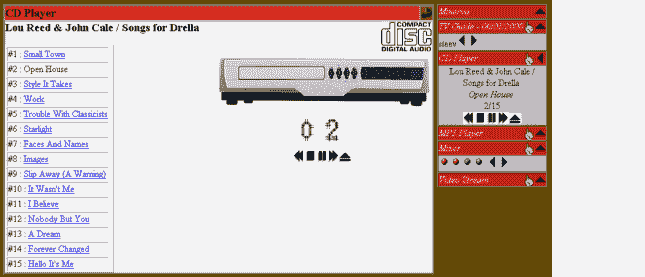 CD Player
Lou Reed & John Cale / Songs for Drella
COMPACT
disc
DIGITAL AUDIO
#1 : Small Town
#2 : Open House
#3 : Style It Takes
#4 : Work
#5 : Trouble With Classicists
#6 : Starlight
#7 : Faces And Names
#8 : Images
#9 : Slip Away (A Warning)
#10 : It Wasn't Me
#11 : I Believe
#12 : Nobody But You
#13 : A Dream
#14 : Forever Changed
#15 : Hello It's Me
02
TV Guide -
CD Player
Lou Reed & John Cale /
Songs for Drella
Open House
2/15
MP3 Player
Mixer
Video Stream